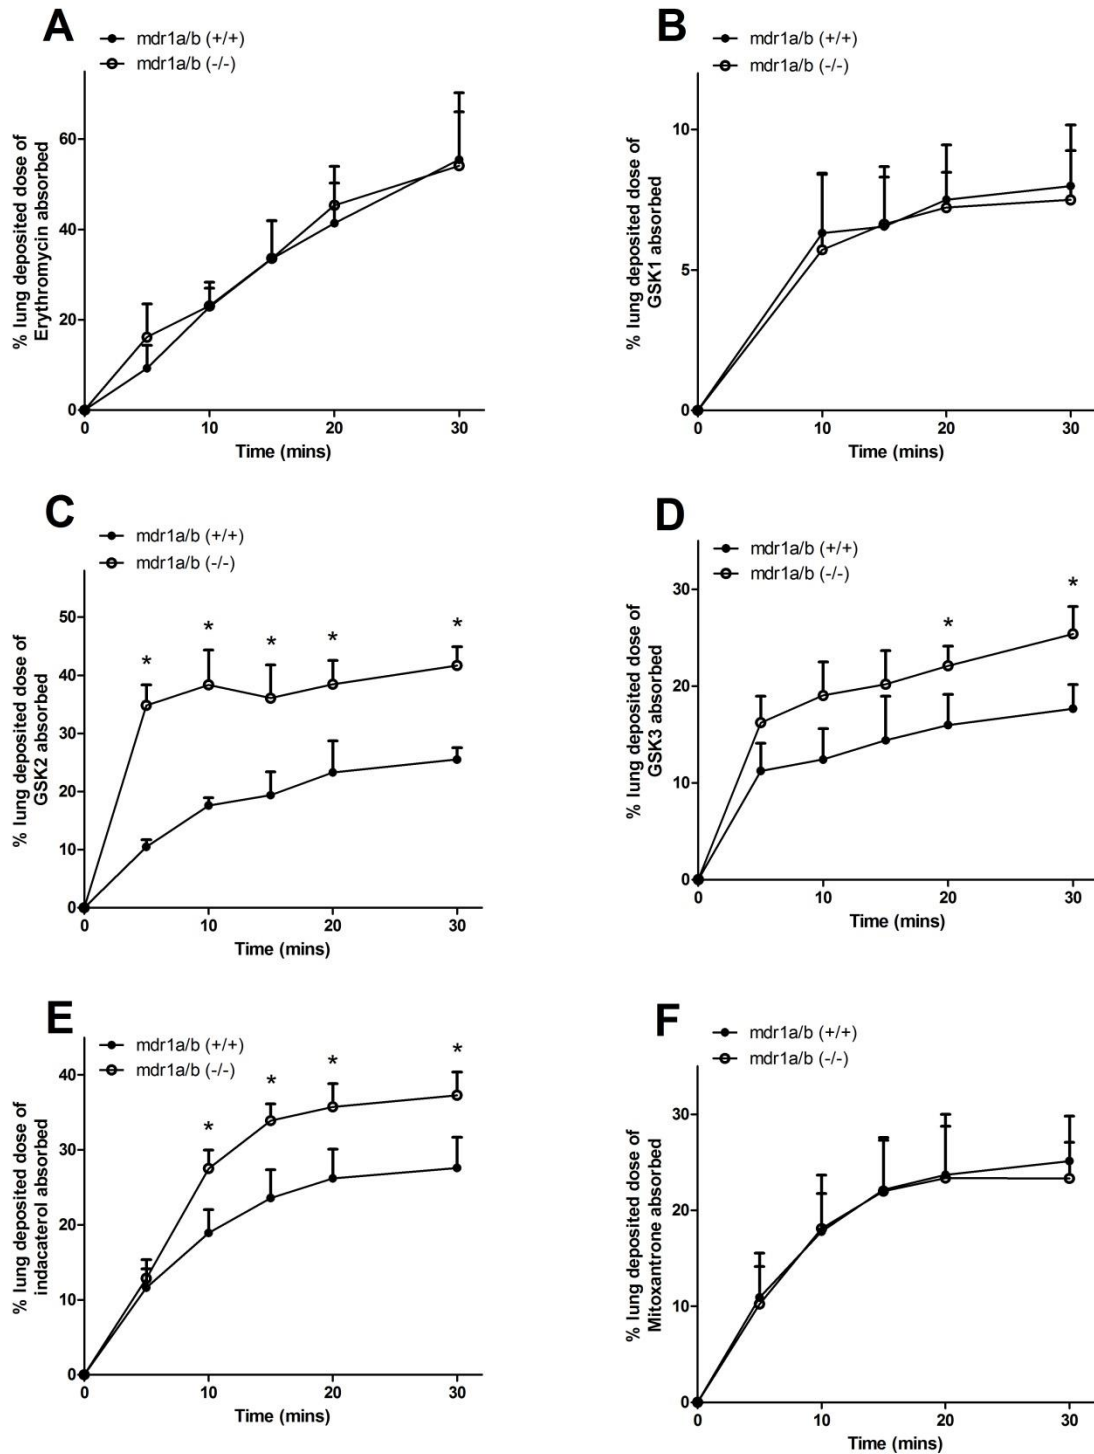 A
mdr1a/b (+/+)
mdr1a/b (-/-)
% lung deposited dose of
Erythromycin absorbed
60
40
20
0
0 10 20 30
Time (mins)
B
mdr1a/b (+/+)
mdr1a/b (-/-)
% lung deposited dose of
GSK1 absorbed
10
5
0
0 10 20 30
Time (mins)
C
mdr1a/b (+/+)
mdr1a/b (-/-)
% lung deposited dose of
GSK2 absorbed
50
40
30
20
10
0
* * * * *
0 10 20 30
Time (mins)
D
mdr1a/b (+/+)
mdr1a/b (-/-)
% lung deposited dose of
GSK3 absorbed
30
20
10
0
* *
0 10 20 30
Time (mins)
E
mdr1a/b (+/+)
mdr1a/b (-/-)
% lung deposited dose of
indacaterol absorbed
40
30
20
10
0
* * * *
0 10 20 30
Time (mins)
F
mdr1a/b (+/+)
mdr1a/b (-/-)
% lung deposited dose of
Mitoxantrone absorbed
30
20
10
0
0 10 20 30
Time (mins)